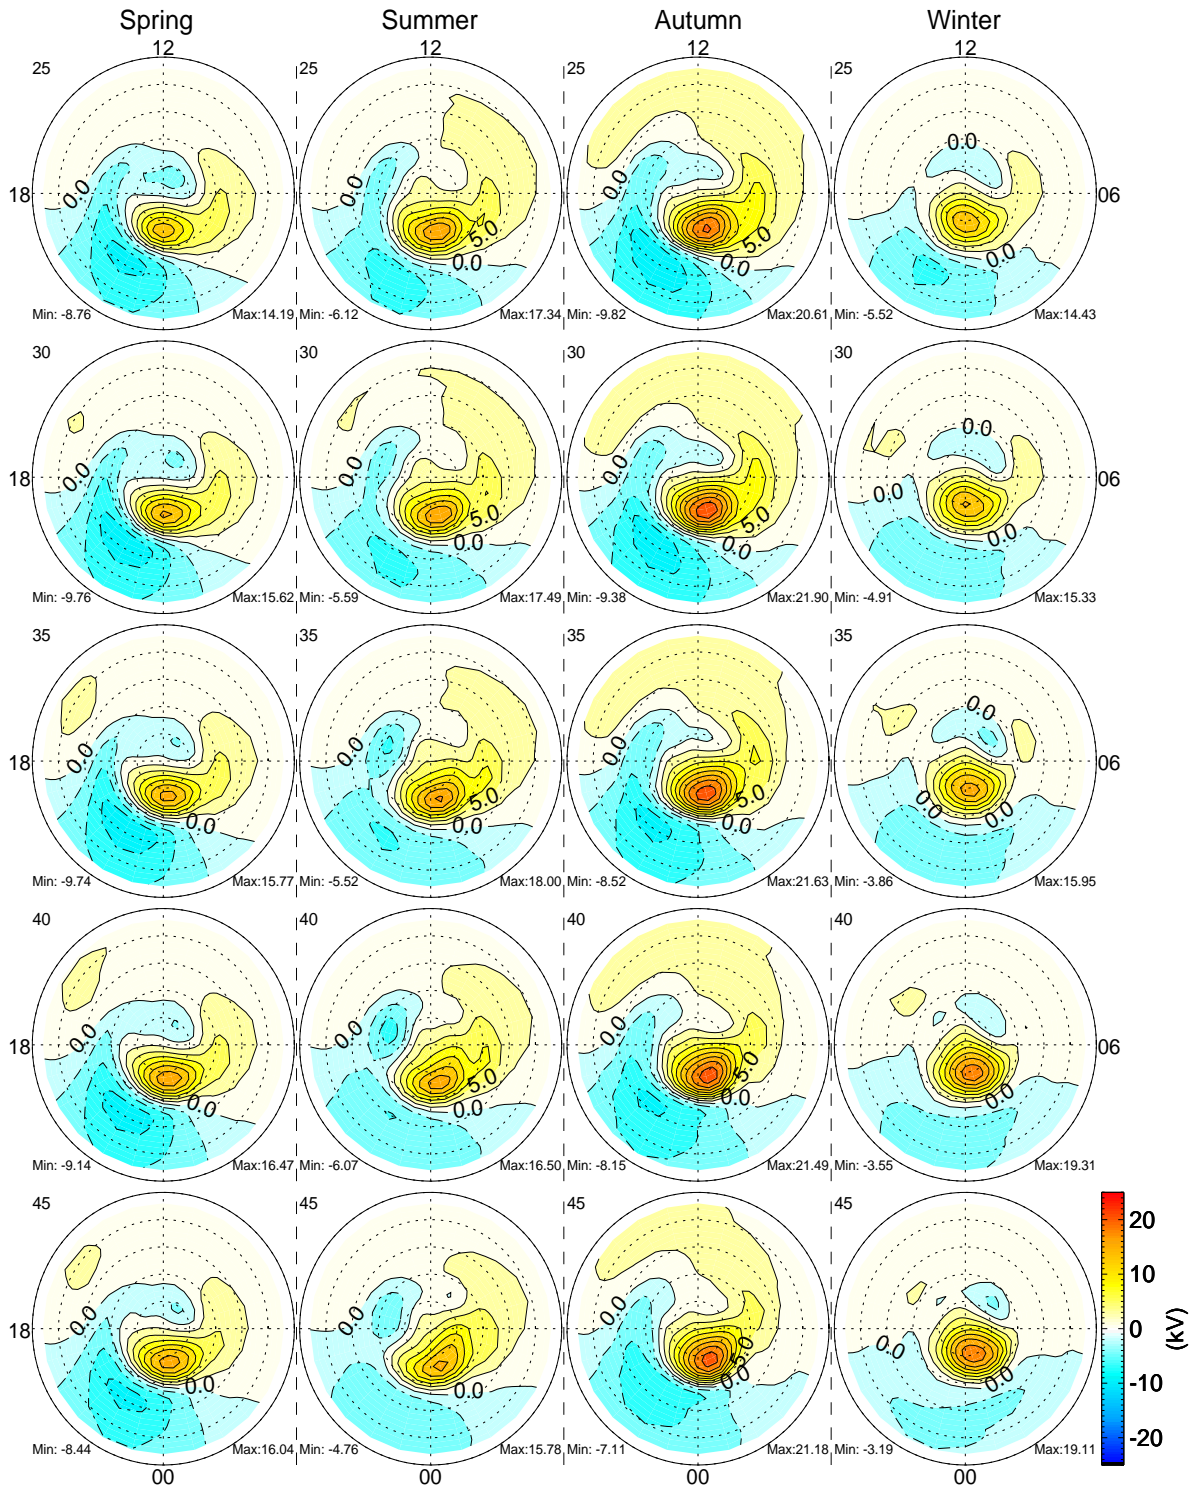 Spring Summer Autumn Winter
12 12 12 12
25 25 25 25
0.0 0.0 0.0 0.0
18 06
5.0 5.0
0.0 0.0 0.0
Min: -8.76 Max:14.19 Min: -6.12 Max:17.34 Min: -9.82 Max:20.61 Min: -5.52 Max:14.43
30 30 30 30
0.0 0.0 0.0 0.0
18 06
0.0
5.0 5.0
0.0 0.0 0.0
Min: -9.76 Max:15.62 Min: -5.59 Max:17.49 Min: -9.38 Max:21.90 Min: -4.91 Max:15.33
35 35 35 35
0.0 0.0 0.0 0.0
18 06
5.0 5.0 0.0 0.0
0.0 0.0 0.0
Min: -9.74 Max:15.77 Min: -5.52 Max:18.00 Min: -8.52 Max:21.63 Min: -3.86 Max:15.95
40 40 40 40
0.0 0.0 0.0
18 06
5.0 5.0
0.0 0.0 0.0 0.0
Min: -9.14 Max:16.47 Min: -6.07 Max:16.50 Min: -8.15 Max:21.49 Min: -3.55 Max:19.31
45 45 45 45
0.0 0.0 0.0
18
5.0 0.0
0.0 0.0 0.0 0.0
Min: -8.44 Max:16.04 Min: -4.76 Max:15.78 Min: -7.11 Max:21.18 Min: -3.19 Max:19.11
00 00 00 00
20
10
0
-10
-20
(kV)